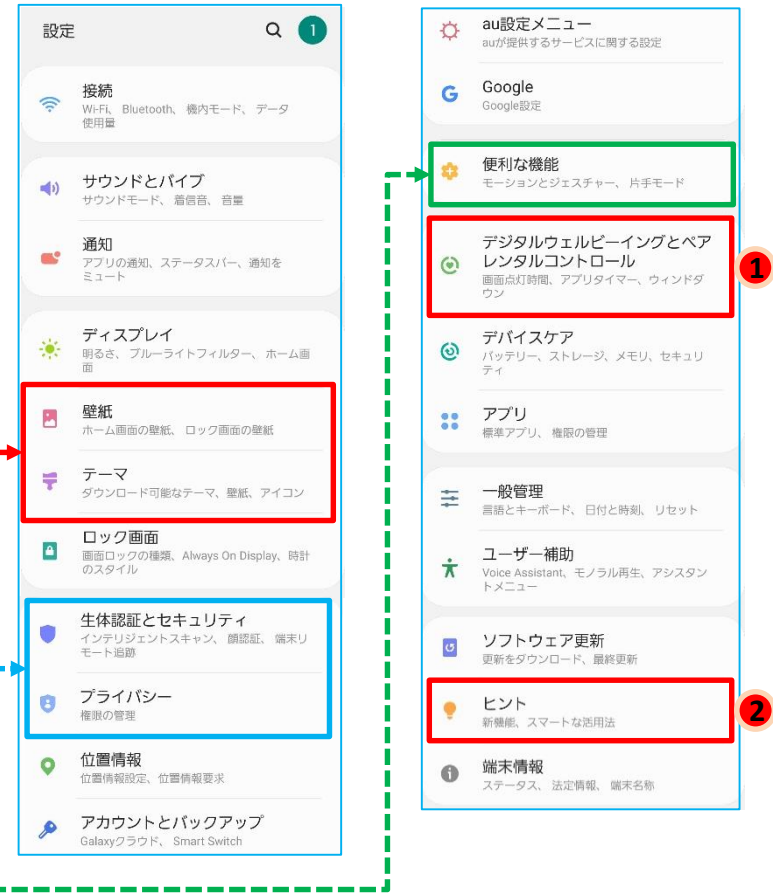 設定
1
接続
Wi-Fi、 Bluetooth、 機内モード、 データ
使用量
サウンドとバイブ
サウンドモード、 着信音、 音量
通知
アプリの通知、ステータスバー、通知を
ミュート
ディスプレイ
明るさ、 ブルーライトフィルター、 ホーム画
面
壁紙
ホーム画面の壁紙、 ロック画面の壁紙
テーマ
ダウンロード可能なテーマ、壁紙、アイコン
ロック画面
画面ロックの種類、Always On Display、時計
のスタイル
生体認証とセキュリティ
インテリジェントスキャン、 顔認証、 端末リ
モート追跡
プライバシー
権限の管理
位置情報
位置情報設定、位置情報要求
アカウントとバックアップ
Galaxyクラウド、 Smart Switch
au設定メニュー
auが提供するサービスに関する設定
Google
Google設定
便利な機能
モーションとジェスチャー、 片手モード
デジタルウェルビーイングとペア
レンタルコントロール
画面点灯時間、アプリタイマー、ウィンドダ
ウン
1
デバイスケア
バッテリー、ストレージ、メモリ、セキュリ
ティ
アプリ
標準アプリ、 権限の管理
一般管理
言語とキーボード、 日付と時刻、 リセット
ユーザー補助
Voice Assistant、モノラル再生、アシスタン
トメニュー
ソフトウェア更新
更新をダウンロード、最終更新
ヒント
新機能、スマートな活用法
2
端末情報
ステータス、 法定情報、 端末名称